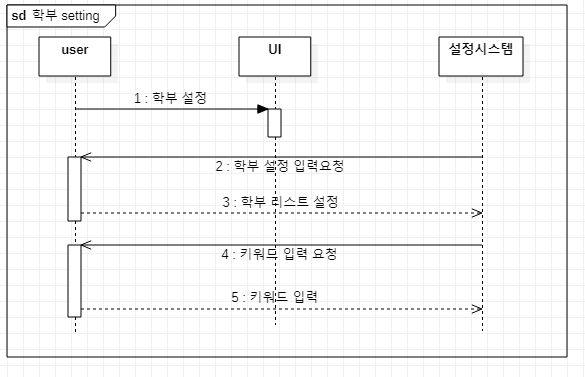 sd 학부 setting
user
UI
설정시스템
1 : 학부 설정
2 : 학부 설정 입력요청
3 : 학부 리스트 설정
4 : 키워드 입력 요청
5 : 키워드 입력